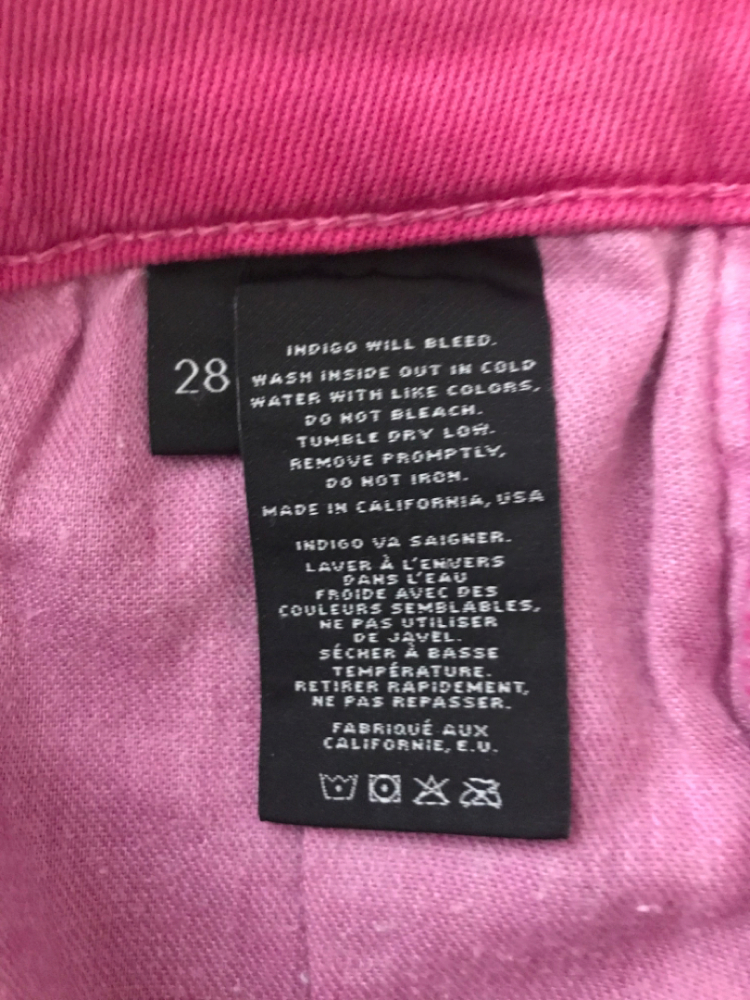 28
INDIGO WILL BLEED.
WASH INSIDE OUT IN COLD
WATER WITH LIKE COLORS.
DO NOT BLEACH.
TUMBLE DRY LOW.
REMOVE PROMPTLY,
DO NOT IRON.
MADE IN CALIFORNIA, USA
INDIGO VA SAIGNER.
LAVER À L'ENVERS
DANS L'EAU
FROIDE AVEC DES
COULEURS SEMBLABLES,
NE PAS UTILISER
DE JAVEL.
SÉCHER À BASSE
TEMPÉRATURE.
RETIRER RAPIDEMENT,
NE PAS REPASSER.
FABRIQUÉ AUX
CALIFORNIE, E.U.